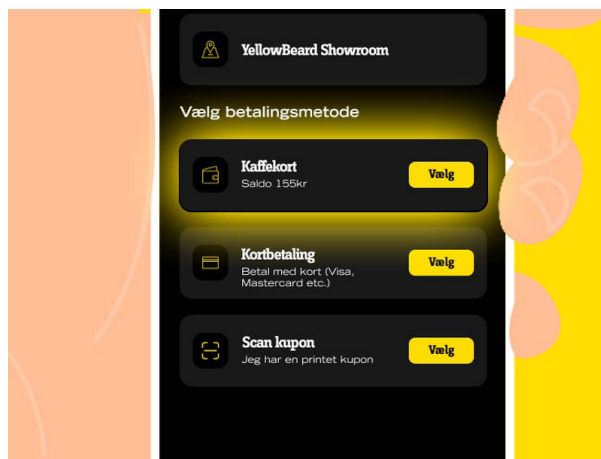 YellowBeard Showroom
Vælg betalingsmetode
Kaffekort
Saldo 155kr
Vælg
Kortbetaling
Betal med kort (Visa,
Mastercard etc.)
Vælg
Scan kupon
Jeg har en printet kupon
Vælg